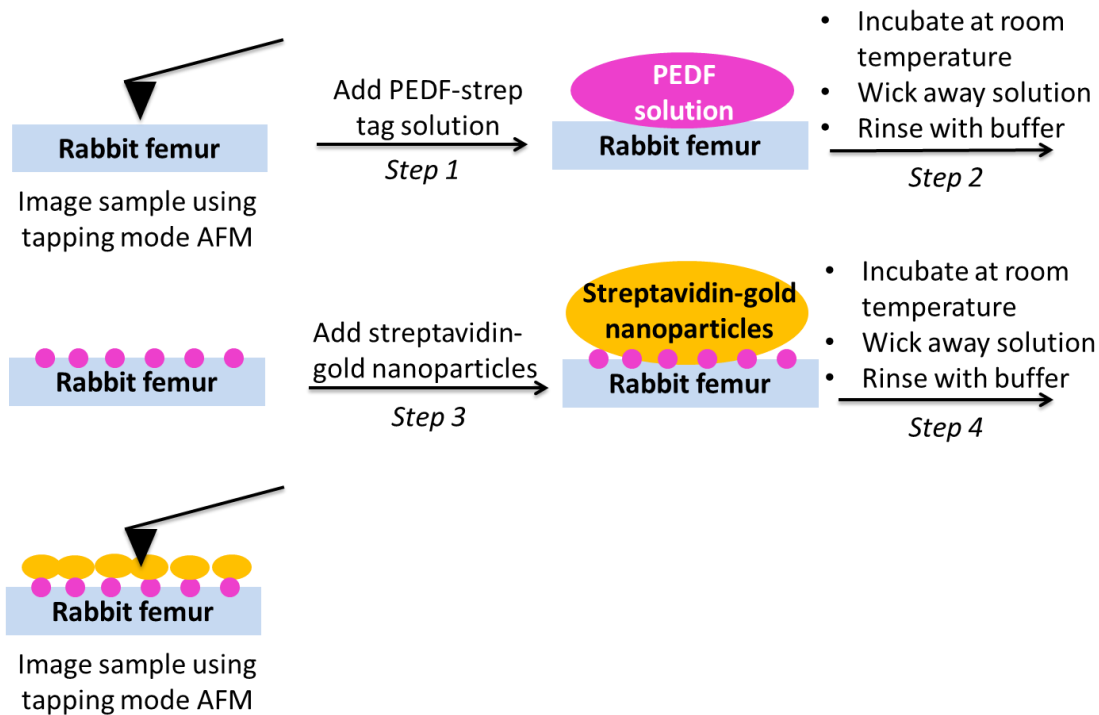 Rabbit femur
Image sample using
tapping mode AFM
Add PEDF-strep
tag solution
Step 1
PEDF
solution
Rabbit femur
• Incubate at room
temperature
• Wick away solution
• Rinse with buffer
Step 2
Rabbit femur
Add streptavidin-
gold nanoparticles
Step 3
Streptavidin-gold
nanoparticles
Rabbit femur
• Incubate at room
temperature
• Wick away solution
• Rinse with buffer
Step 4
Rabbit femur
Image sample using
tapping mode AFM